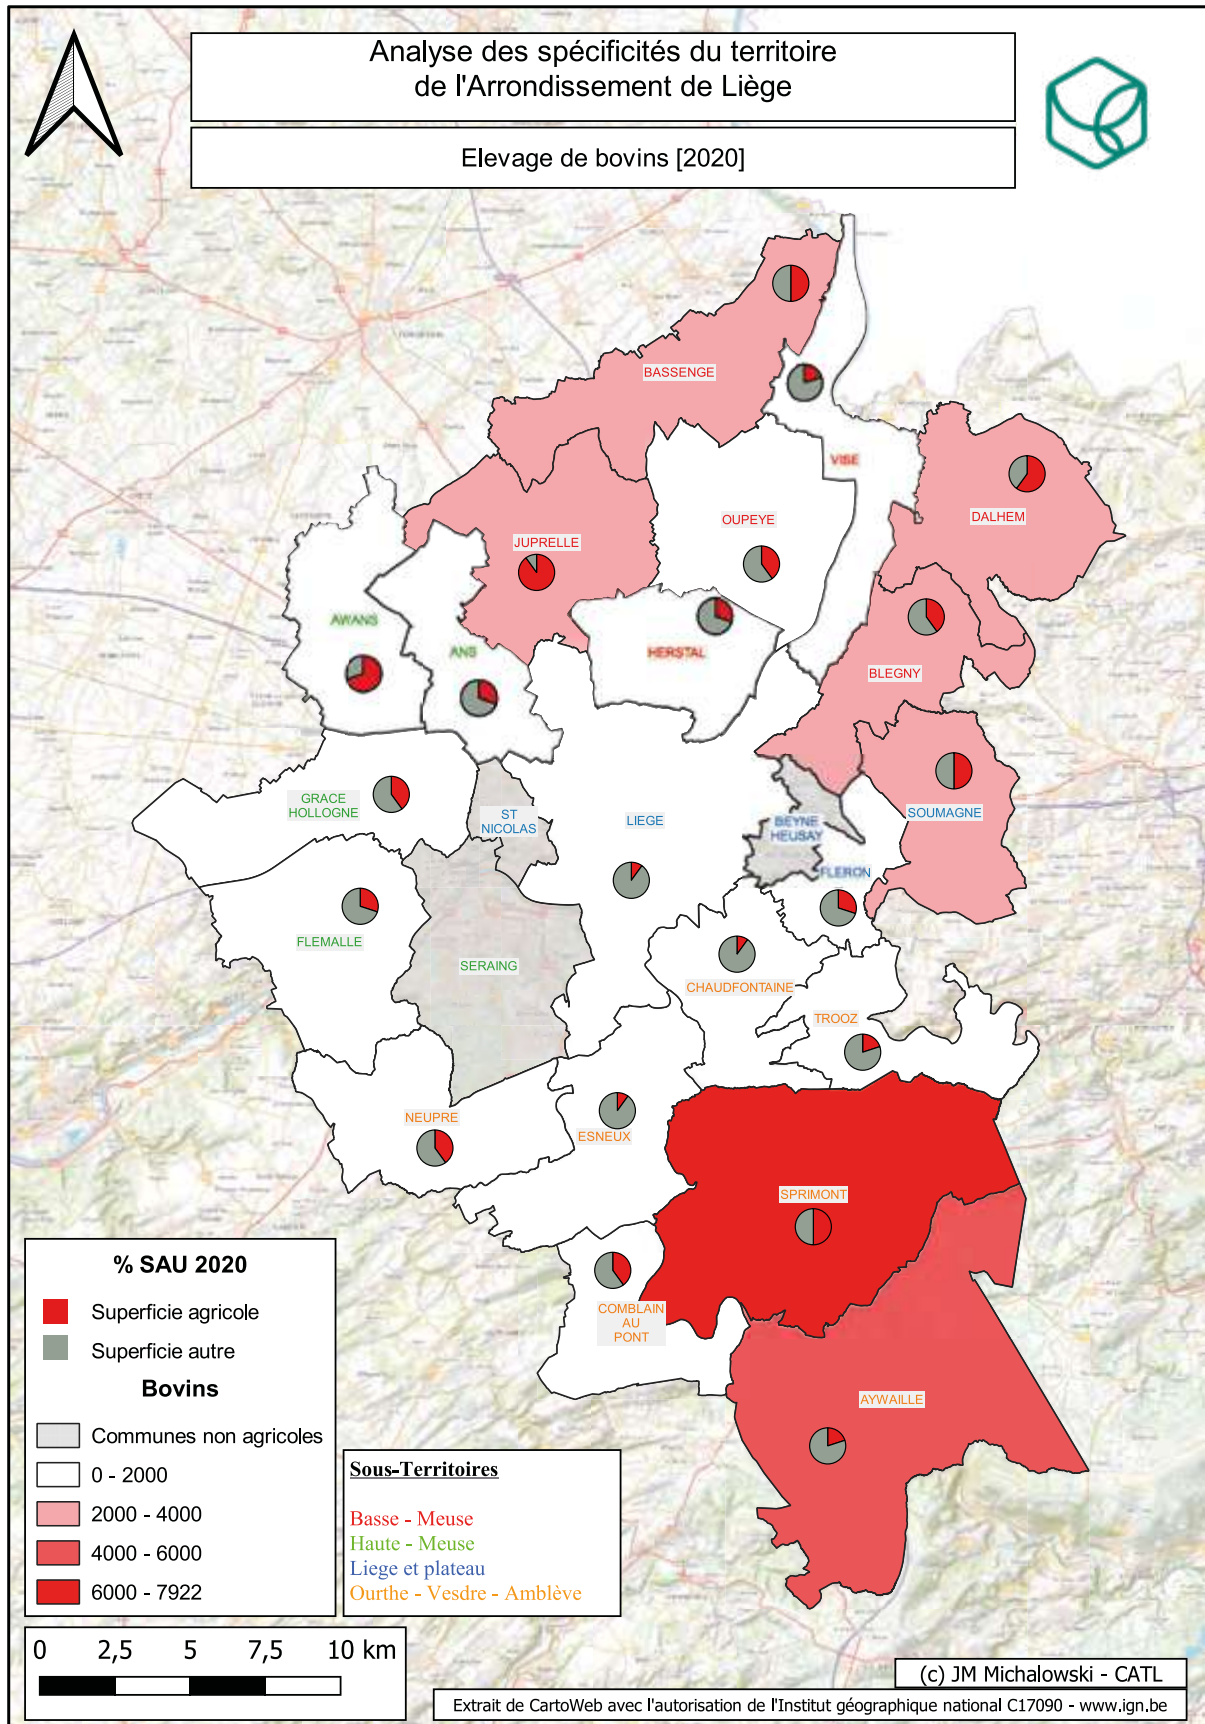 Analyse des spécificités du territoire
de l'Arrondissement de Liège
Elevage de bovins [2020]
BASSENGE
VISE
DALHEM
OUPEYE
JUPRELLE
AWANS
ANS
HERSTAL
BLEGNY
GRACE
HOLLOGNE
ST
NICOLAS
LIEGE
BEYNE
HEUSAY
SOUMAGNE
FLERON
FLEMALLE
SERAING
CHAUDFONTAINE
TROOZ
NEUPRE
ESNEUX
SPRIMONT
COMBLAIN
AU
PONT
AYWAILLE
% SAU 2020
Superficie agricole
Superficie autre
Bovins
Communes non agricoles
0 - 2000
2000 - 4000
4000 - 6000
6000 - 7922
Sous-Territoires
Basse - Meuse
Haute - Meuse
Liege et plateau
Ourthe - Vesdre - Amblève
0 2,5 5 7,5 10 km
(c) JM Michalowski - CATL
Extrait de CartoWeb avec l'autorisation de l'Institut géographique national C17090 - www.ign.be